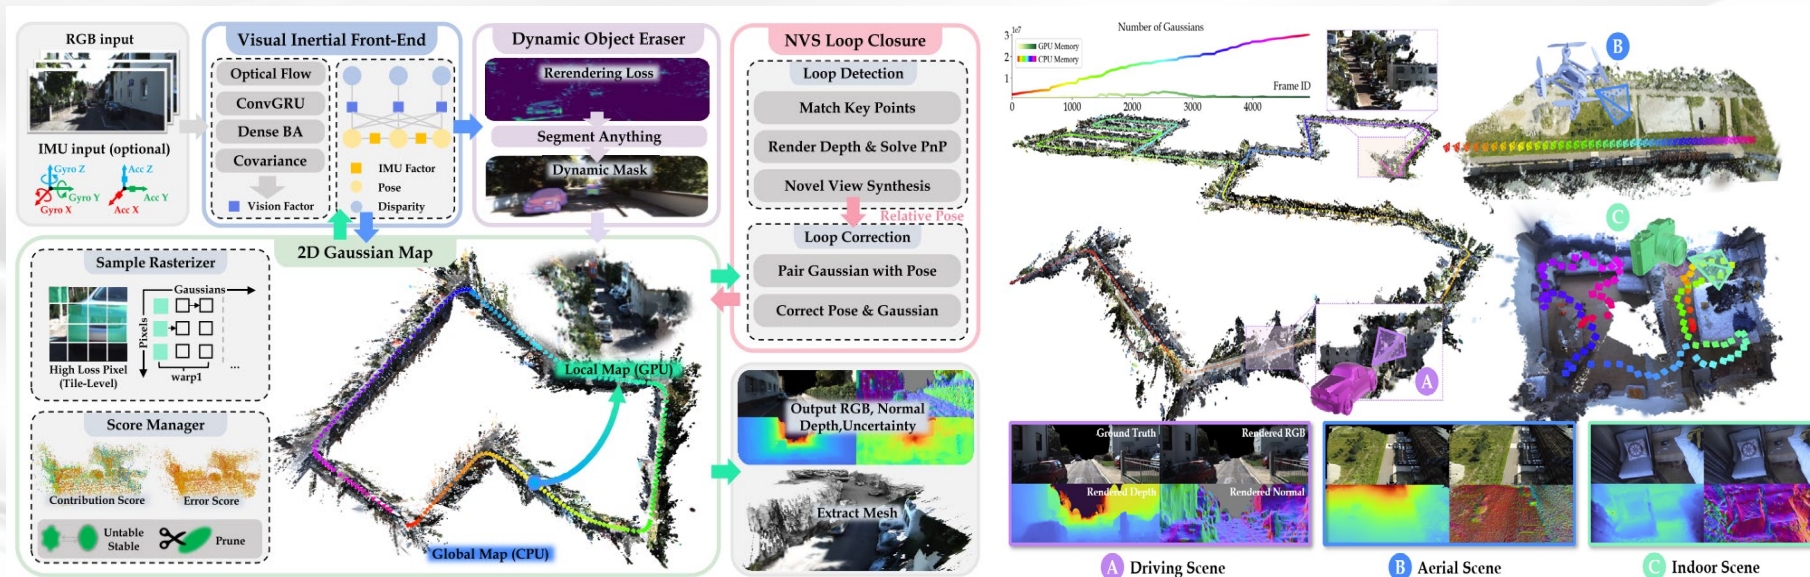 RGB input
IMU input (optional)
Gyro Z
Gyro Y
Gyro X
Acc Z
Acc Y
Acc X
Visual Inertial Front-End
Optical Flow
ConvGRU
Dense BA
Covariance
Vision Factor
IMU Factor
Pose
Disparity
Dynamic Object Eraser
Rerendering Loss
Segment Anything
Dynamic Mask
NVS Loop Closure
Loop Detection
Match Key Points
Render Depth & Solve PnP
Novel View Synthesis
Relative Pose
Loop Correction
Pair Gaussian with Pose
Correct Pose & Gaussian
2D Gaussian Map
Sample Rasterizer
Gaussians
Pixels
High Loss Pixel
(Tile-Level)
warp1
...
Score Manager
Contribution Score
Error Score
Untable
Stable
Prune
Local Map (GPU)
Global Map (CPU)
Output RGB, Normal
Depth,Uncertainty
Extract Mesh
Number of Gaussians
1e7
3
2
1
GPU Memory
CPU Memory
Frame ID
0
1000
2000
3000
4000
B
C
A
Ground Truth
Rendered RGB
Rendered Depth
Rendered Normal
A Driving Scene
B Aerial Scene
C Indoor Scene